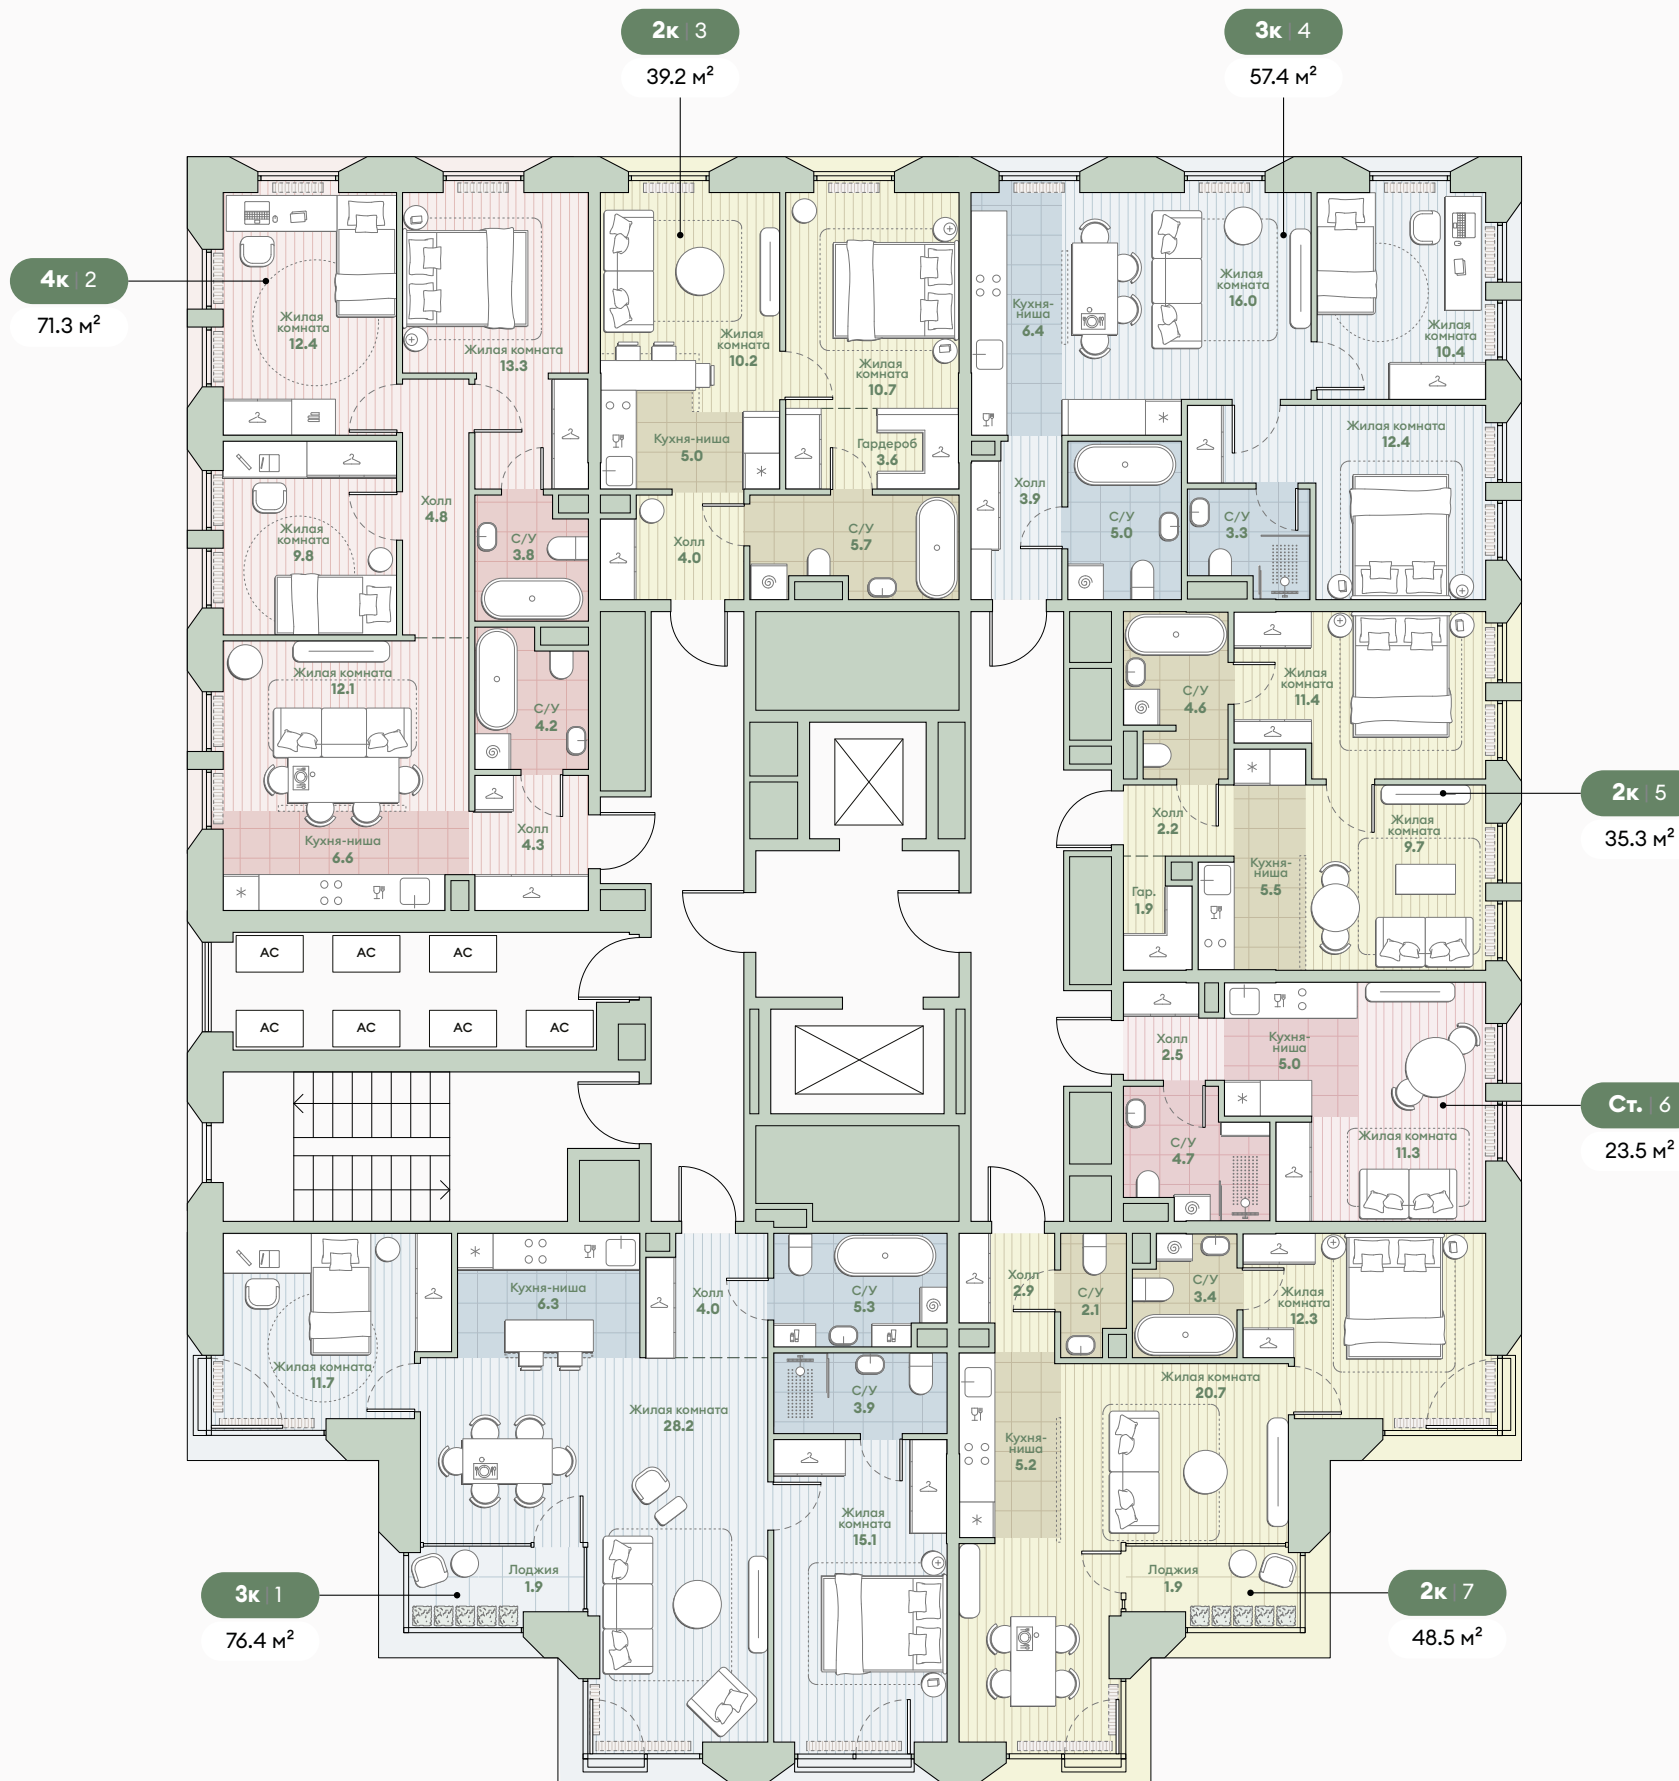 2к 3
39.2 м²
3к 4
57.4 м²
4к 2
71.3 м²
Жилая
комната
12.4
Жилая комната
13.3
Жилая
комната
10.2
Жилая
комната
10.7
Кухня-
ниша
6.4
Жилая
комната
16.0
Жилая
комната
10.4
Кухня-ниша
5.0
Гардероб
3.6
Жилая комната
12.4
Холл
4.8
Жилая
комната
9.8
С/У
3.8
Холл
4.0
С/У
5.7
Холл
3.9
С/У
5.0
С/У
3.3
Жилая комната
12.1
С/У
4.2
С/У
4.6
Жилая
комната
11.4
2к 5
35.3 м²
Кухня-ниша
6.6
Холл
4.3
Холл
2.2
Жилая
комната
9.7
Кухня-
ниша
5.5
Гар.
1.9
AC
AC
AC
AC
AC
AC
AC
Холл
2.5
Кухня-
ниша
5.0
Ст. 6
23.5 м²
С/У
4.7
Жилая комната
11.3
Кухня-ниша
6.3
Холл
4.0
С/У
5.3
Холл
2.9
С/У
2.1
С/У
3.4
Жилая
комната
12.3
Жилая комната
11.7
Жилая комната
28.2
С/У
3.9
Жилая комната
20.7
Кухня-
ниша
5.2
Жилая
комната
15.1
Лоджия
1.9
Лоджия
1.9
3к 1
76.4 м²
2к 7
48.5 м²